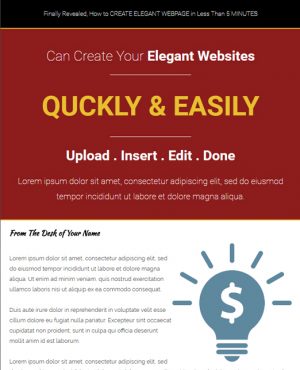 Finally Revealed, How to CREATE ELEGANT WEBPAGE in Less Than 5 MINUTES
Can Create Your Elegant Websites
QUCKLY & EASILY
Upload . Insert . Edit . Done
Lorem ipsum dolor sit amet, consectetur adipiscing elit, sed do eiusmod
tempor incididunt ut labore et dolore magna aliqua.
From The Desk of Your Name
Lorem ipsum dolor sit amet, consectetur adipiscing elit, sed do
eiusmod tempor incididunt ut labore et dolore magna aliqua.
Ut enim ad minim veniam, quis nostrud exercitation ullamco
laboris nisi ut aliquip ex ea commodo consequat.
Duis aute irure dolor in reprehenderit in voluptate velit esse
cillum dolore eu fugiat nulla pariatur. Excepteur sint occaecat
cupidatat non proident, sunt in culpa qui officia deserunt
mollit anim id est laborum.
Lorem ipsum dolor sit amet, consectetur adipiscing elit, sed do
$